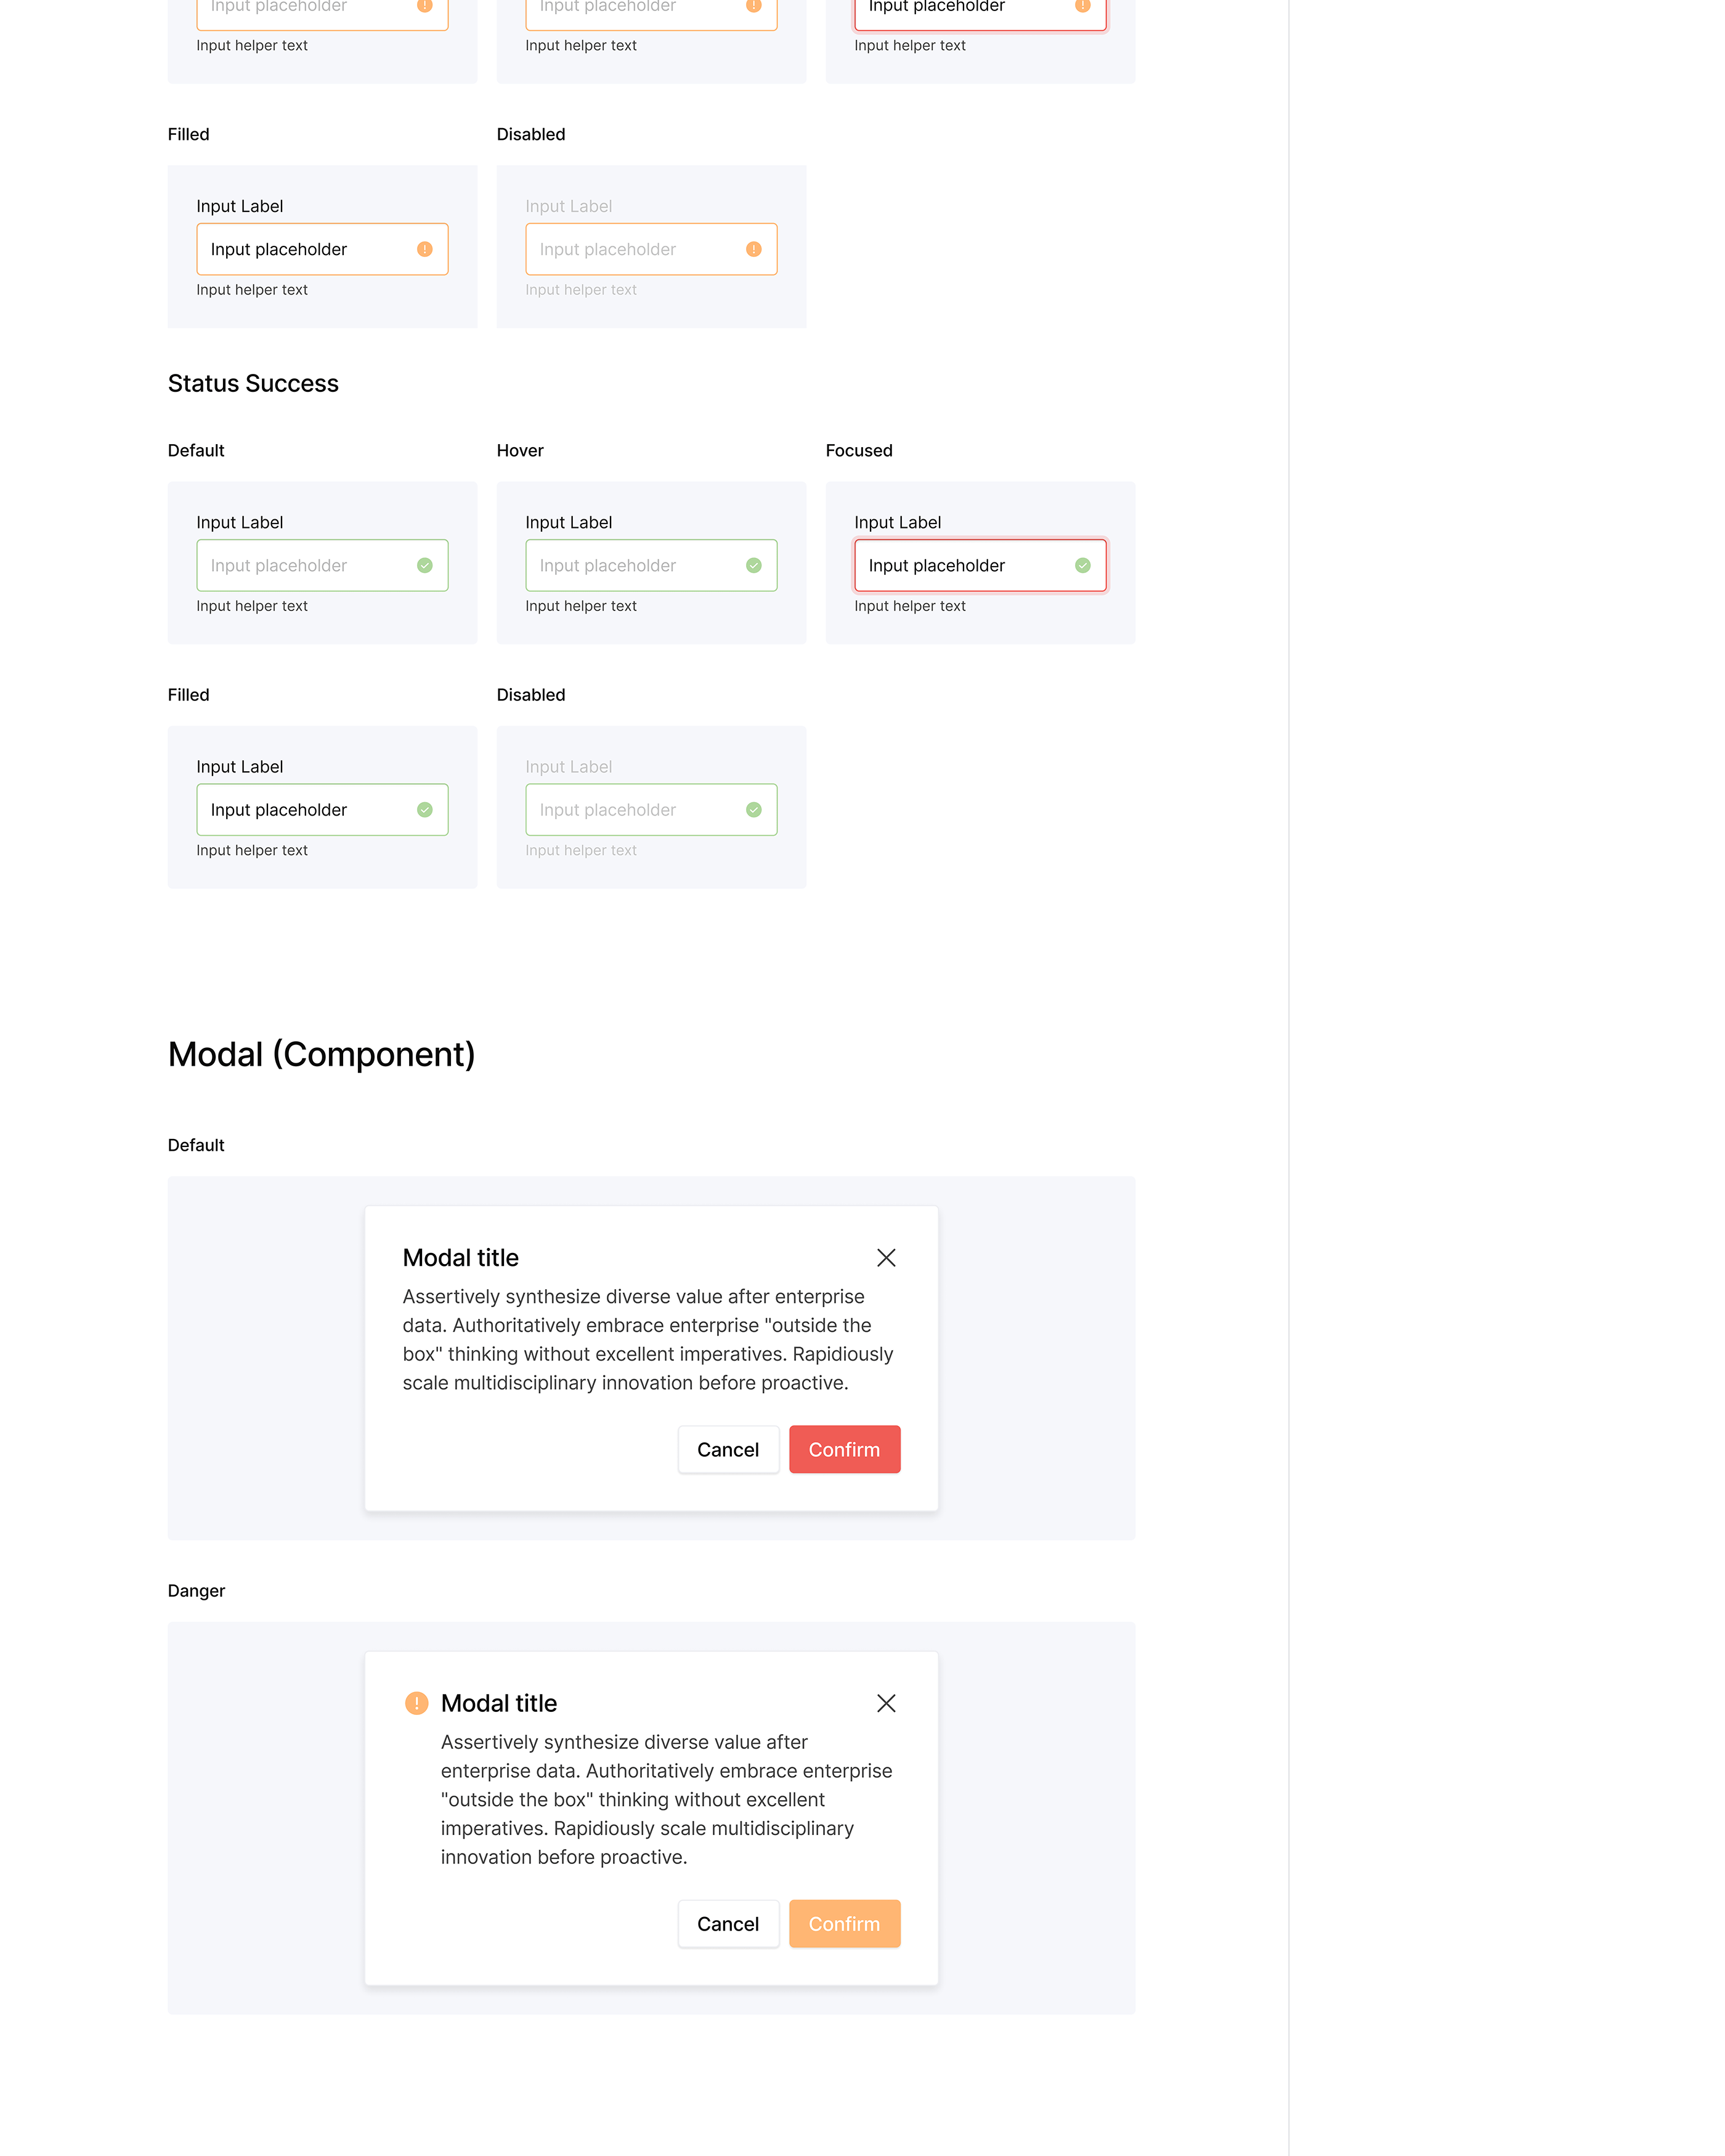 Input placeholder
Input placeholder
Input placeholder
Input helper text
Input helper text
Input helper text
Filled
Disabled
Input Label
Input placeholder
Input helper text
Input Label
Input placeholder
Input helper text
Status Success
Default
Hover
Focused
Input Label
Input placeholder
Input helper text
Input Label
Input placeholder
Input helper text
Input Label
Input placeholder
Input helper text
Filled
Disabled
Input Label
Input placeholder
Input helper text
Input Label
Input placeholder
Input helper text
Modal (Component)
Default
Modal title
Assertively synthesize diverse value after enterprise
data. Authoritatively embrace enterprise "outside the
box" thinking without excellent imperatives. Rapidiously
scale multidisciplinary innovation before proactive.
Cancel
Confirm
Danger
Modal title
Assertively synthesize diverse value after
enterprise data. Authoritatively embrace enterprise
"outside the box" thinking without excellent
imperatives. Rapidiously scale multidisciplinary
innovation before proactive.
Cancel
Confirm